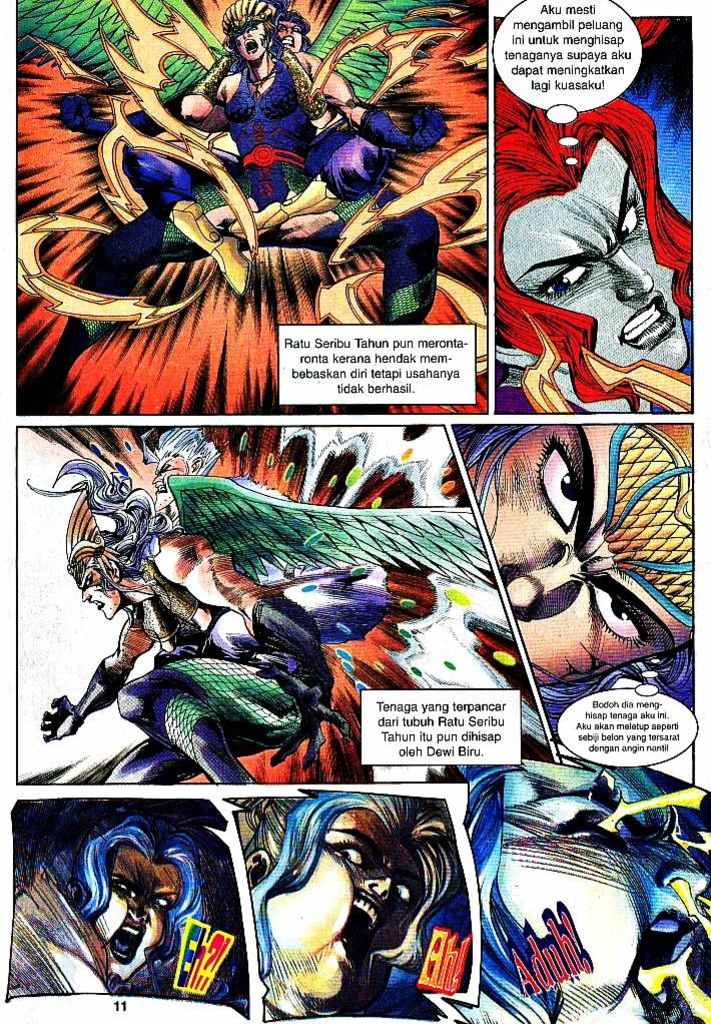 Aku mesti
mengambil peluang
ini untuk menghisap
tenaganya supaya aku
dapat meningkatkan
lagi kuasaku!
Ratu Seribu Tahun pun meronta-
ronta kerana hendak mem-
bebaskan diri tetapi usahanya
tidak berhasil.
Tenaga yang terpancar
dari tubuh Ratu Seribu
Tahun itu pun dihisap
oleh Dewi Biru.
Bodoh dia meng-
hisap tenaga aku ini.
Aku akan meletup seperti
sebiji belon yang tersarat
dengan angin nanti!
Eh?!
Eh!
Aduh!
11